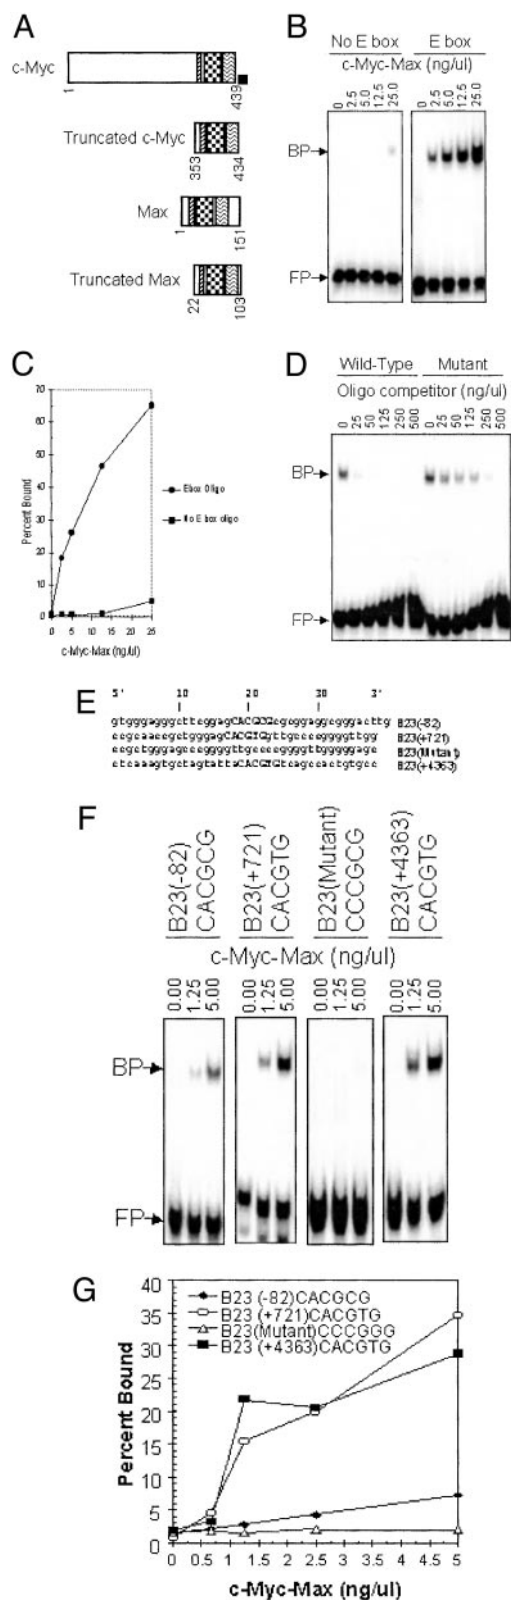 A
c-Myc
1
439
Truncated c-Myc
353
434
Max
1
151
Truncated Max
22
103
B
No E box E box
c-Myc-Max (ng/ul)
0 2.5 5.0 12.5 25.0 0 2.5 5.0 12.5 25.0
BP
FP
C
Percent Bound
70
60
50
40
30
20
10
0
0 5 10 15 20 25
c-Myc-Max (ng/ul)
Ebox Oligo
No E box oligo
D
Wild-Type Mutant
Oligo competitor (ng/ul)
0 25 50 125 250 500 0 25 50 125 250 500
BP
FP
E
5' 10 20 30 3'
gtgggagggcttcggagCACGCGcgcggaggcgggacttg B23(-82)
ccgcaaccgctgggagCACGTGgttgccccggggttgg B23(+721)
B23(Mutant)
ctcaaagtgctagtattaCACGTGtcagccactgtgcc B23(+4363)
F
B23(-82)
CACGCG
B23(+721)
CACGTG
B23(Mutant)
CCCGCG
B23(+4363)
CACGTG
c-Myc-Max (ng/ul)
0.00 1.25 5.00 0.00 1.25 5.00 0.00 1.25 5.00 0.00 1.25 5.00
BP
FP
G
Percent Bound
40
35
30
25
20
15
10
5
0
B23 (-82)CACGCG
B23 (+721)CACGTG
B23(Mutant)CCCGGG
B23 (+4363)CACGTG
0 0.5 1 1.5 2 2.5 3 3.5 4 4.5 5
c-Myc-Max (ng/ul)